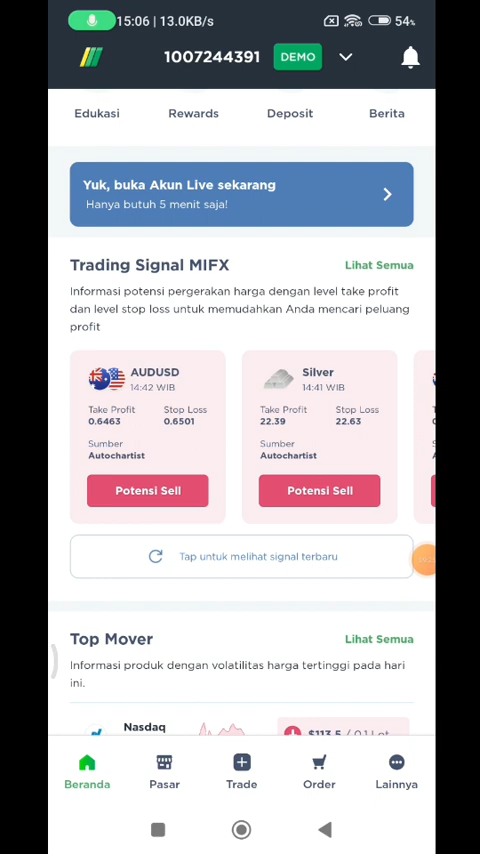 15:06 | 13.0KB/s
54%
1007244391
DEMO
Edukasi
Rewards
Deposit
Berita
Yuk, buka Akun Live sekarang
Hanya butuh 5 menit saja!
Trading Signal MIFX
Lihat Semua
Informasi potensi pergerakan harga dengan level take profit
dan level stop loss untuk memudahkan Anda mencari peluang
profit
AUDUSD
14:42 WIB
Take Profit
Stop Loss
0.6463
0.6501
Sumber
Autochartist
Potensi Sell
Silver
14:41 WIB
Take Profit
Stop Loss
22.39
22.63
Sumber
Autochartist
Potensi Sell
Tap untuk melihat signal terbaru
Top Mover
Lihat Semua
Informasi produk dengan volatilitas harga tertinggi pada hari
ini.
Nasdaq
$113.5 / 0.1 Lot
Beranda
Pasar
Trade
Order
Lainnya